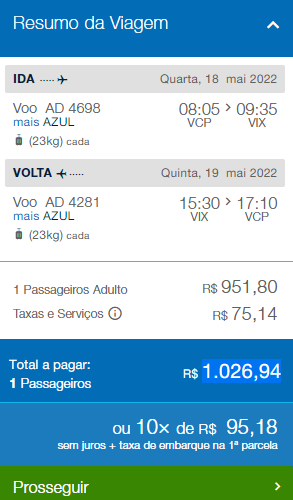 Resumo da Viagem
IDA ..... Quarta, 18 mai 2022
Voo AD 4698 08:05 > 09:35
mais AZUL VCP VIX
(23kg) cada
VOLTA ..... Quinta, 19 mai 2022
Voo AD 4281 15:30 > 17:10
mais AZUL VIX VCP
(23kg) cada
1 Passageiros Adulto R$ 951,80
Taxas e Serviços R$ 75,14
Total a pagar:
1 Passageiros R$ 1.026,94
ou 10x de R$ 95,18
sem juros + taxa de embarque na 1ª parcela
Prosseguir >